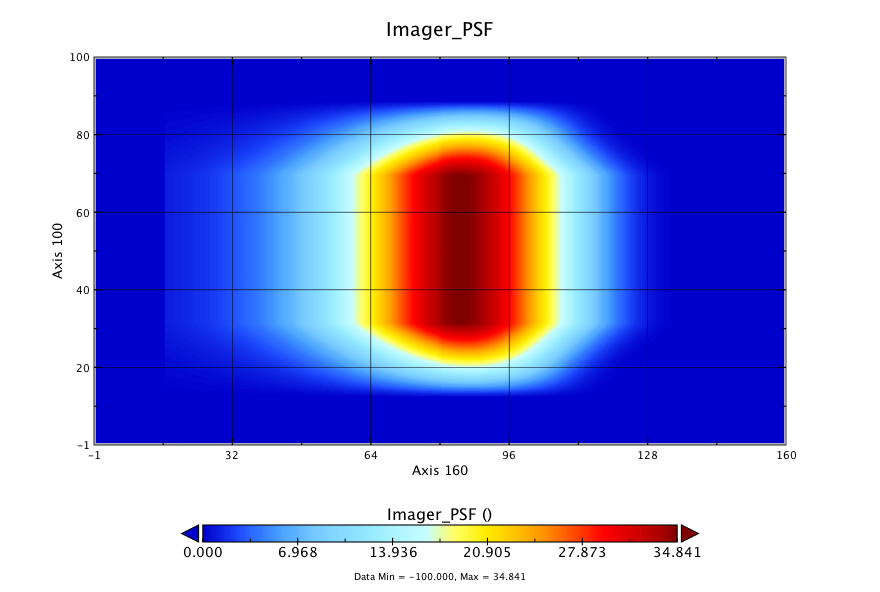 Imager_PSF
100
80
60
40
20
-1
Axis 100
-1 32 64 96 128 160
Axis 160
Imager_PSF ()
0.000 6.968 13.936 20.905 27.873 34.841
Data Min = -100.000, Max = 34.841